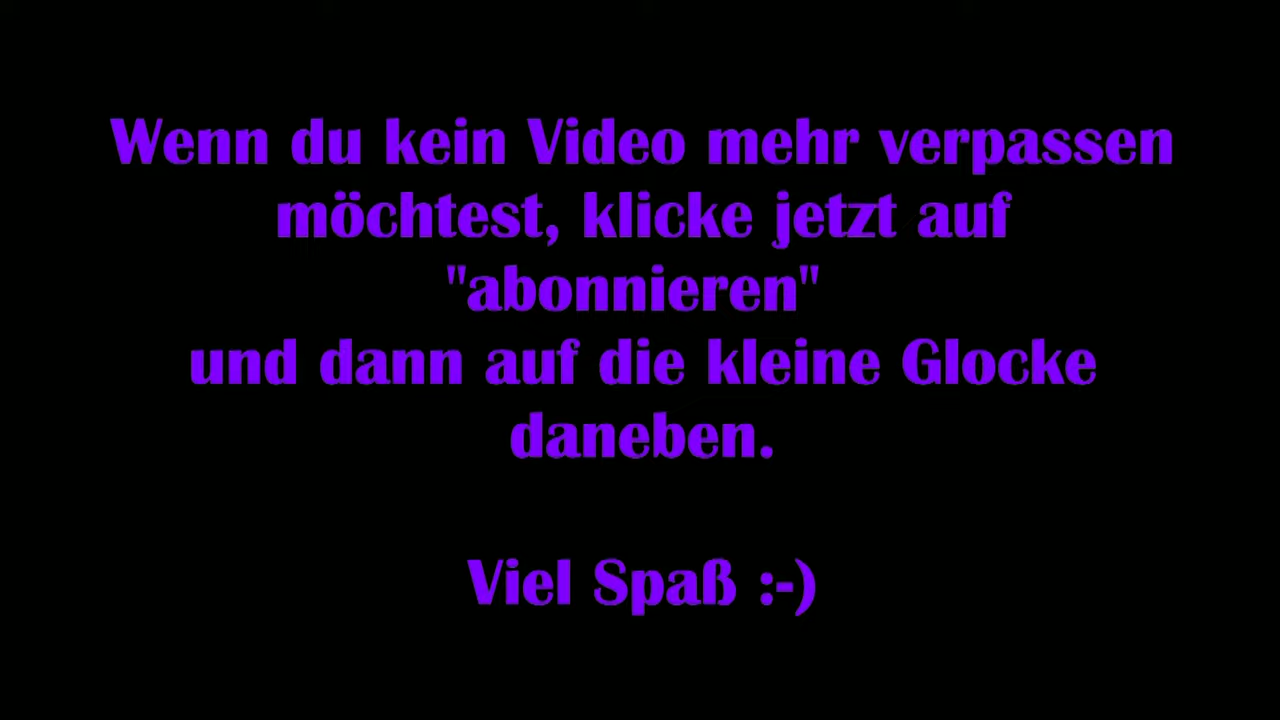 Wenn du kein Video mehr verpassen
möchtest, klicke jetzt auf
"abonnieren"
und dann auf die kleine Glocke
daneben.
Viel Spaß :-)